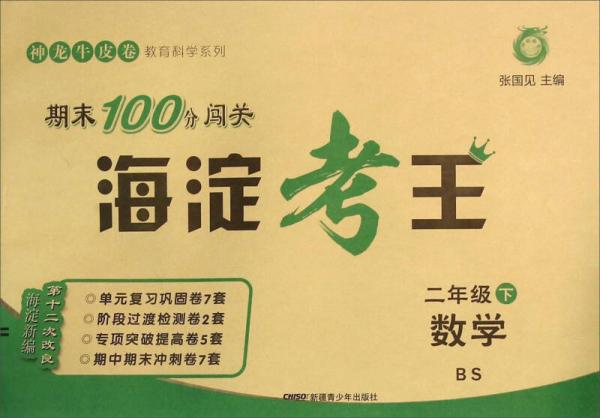 神龙牛皮卷 教育科学系列
张国见 主编
期末100分闯关
海淀考王
第十二次改良
海淀新编
◎单元复习巩固卷7套
◎阶段过渡检测卷2套
◎专项突破提高卷5套
◎期中期末冲刺卷7套
二年级 下
数学
BS
CHISO 新疆青少年出版社